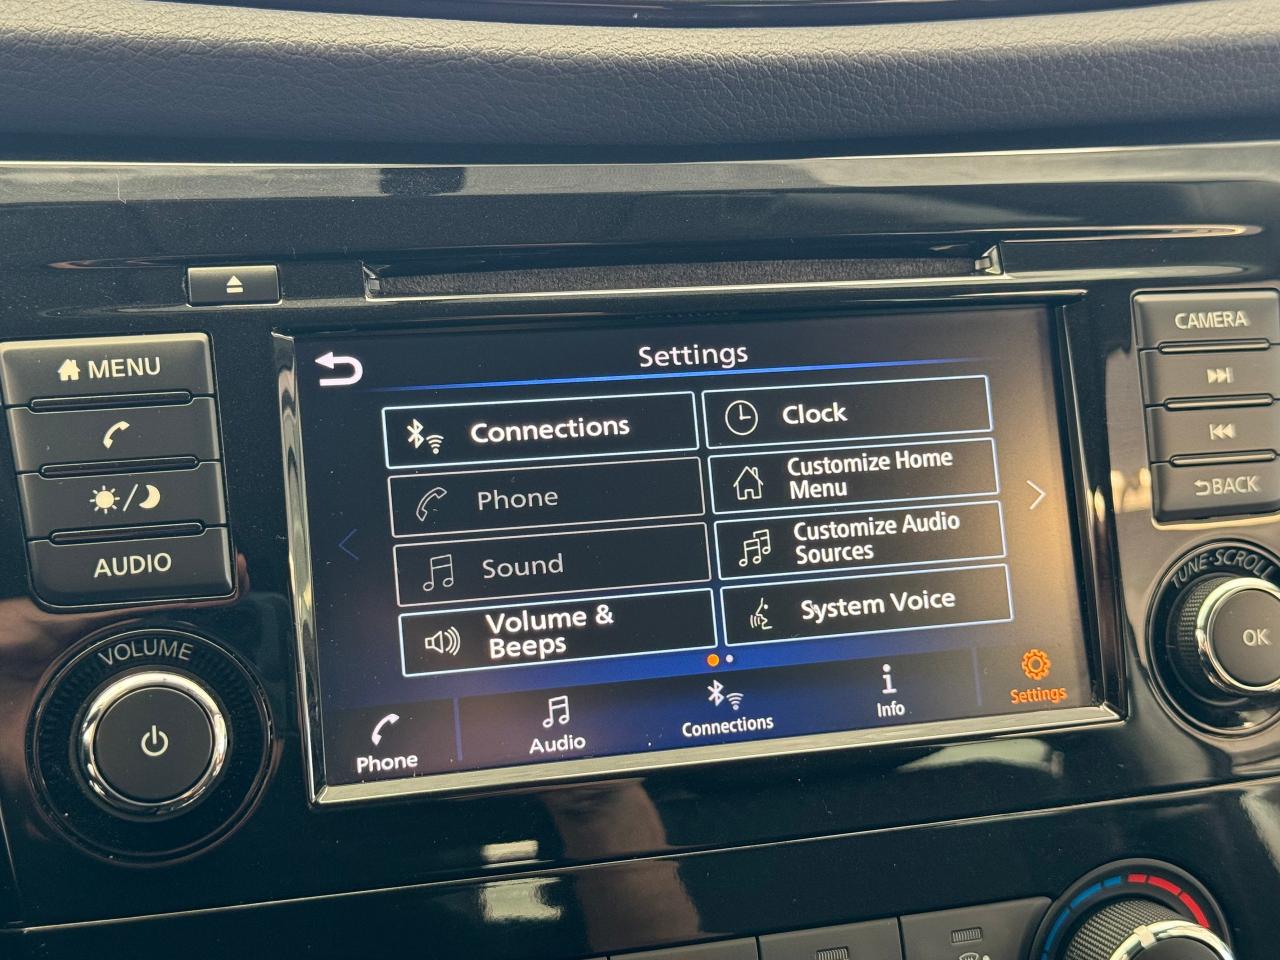 CAMERA
MENU
AUDIO
BACK
VOLUME
TUNE·SCROLL
OK
Settings
Connections
Clock
Phone
Customize Home
Menu
Sound
Customize Audio
Sources
Volume &
Beeps
System Voice
Phone
Audio
Connections
Info
Settings